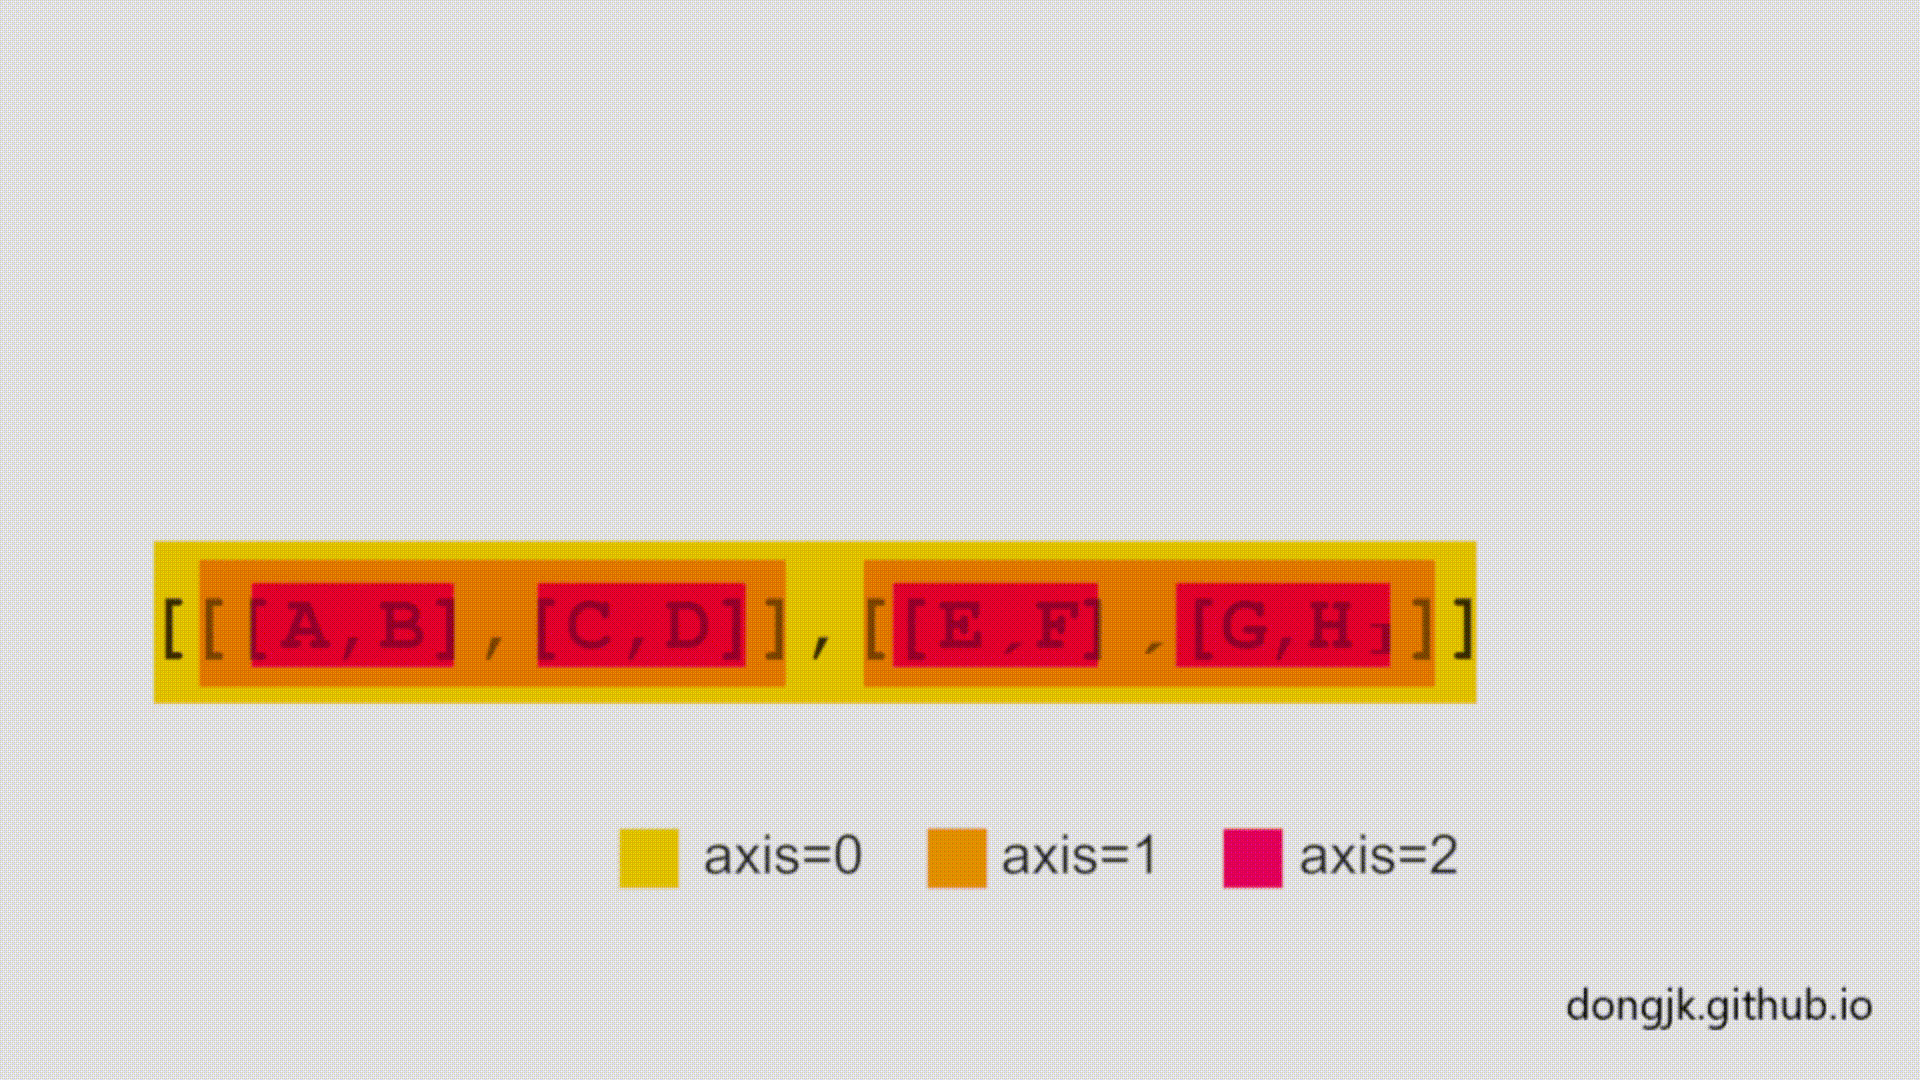 [[[A,B],[C,D]],[[E,F],[G,H]]]
axis=0 axis=1 axis=2
dongjk.github.io